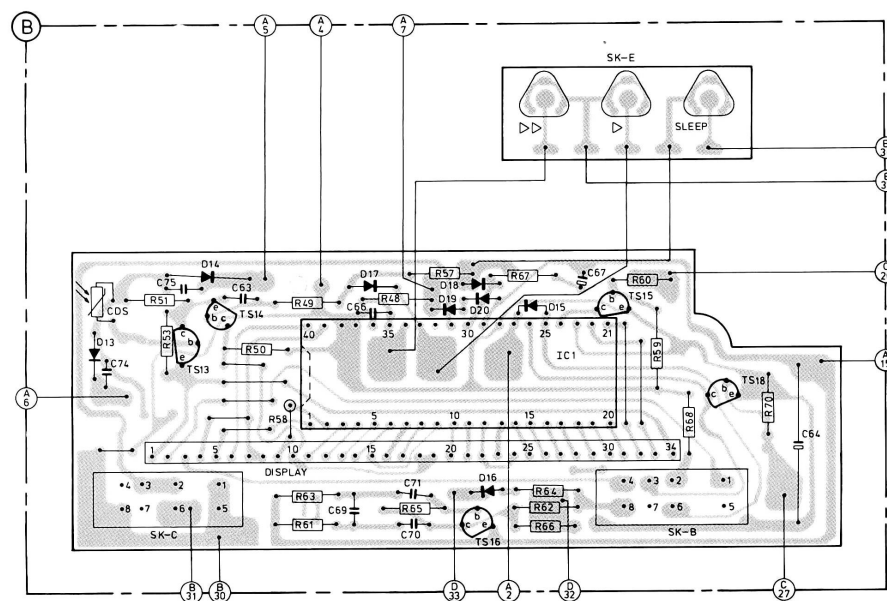 B
A 5
A 4
A 7
SK-E
SLEEP
D14
C75
R51
C63
R49
D17
R48
C66
R57
D18
D19
D20
R67
D15
C67
R60
TS15
b
c e
CDS
e
b c
TS14
R53
c
b
e
TS13
D13
C74
R50
40 35 30 25 21
IC1
R59
TS18
b
c e
R70
A 15
A 6
R58
1 5 10 15 20
R68
C64
1 5 10 15 20 25 30 34
DISPLAY
4 3 2 1
8 7 6 5
SK-C
R63
R61
C69
C71
R65
C70
D16
b
c e
TS16
R64
R62
R66
4 3 2 1
8 7 6 5
SK-B
B 31
B 30
D 33
A 2
D 32
C 27